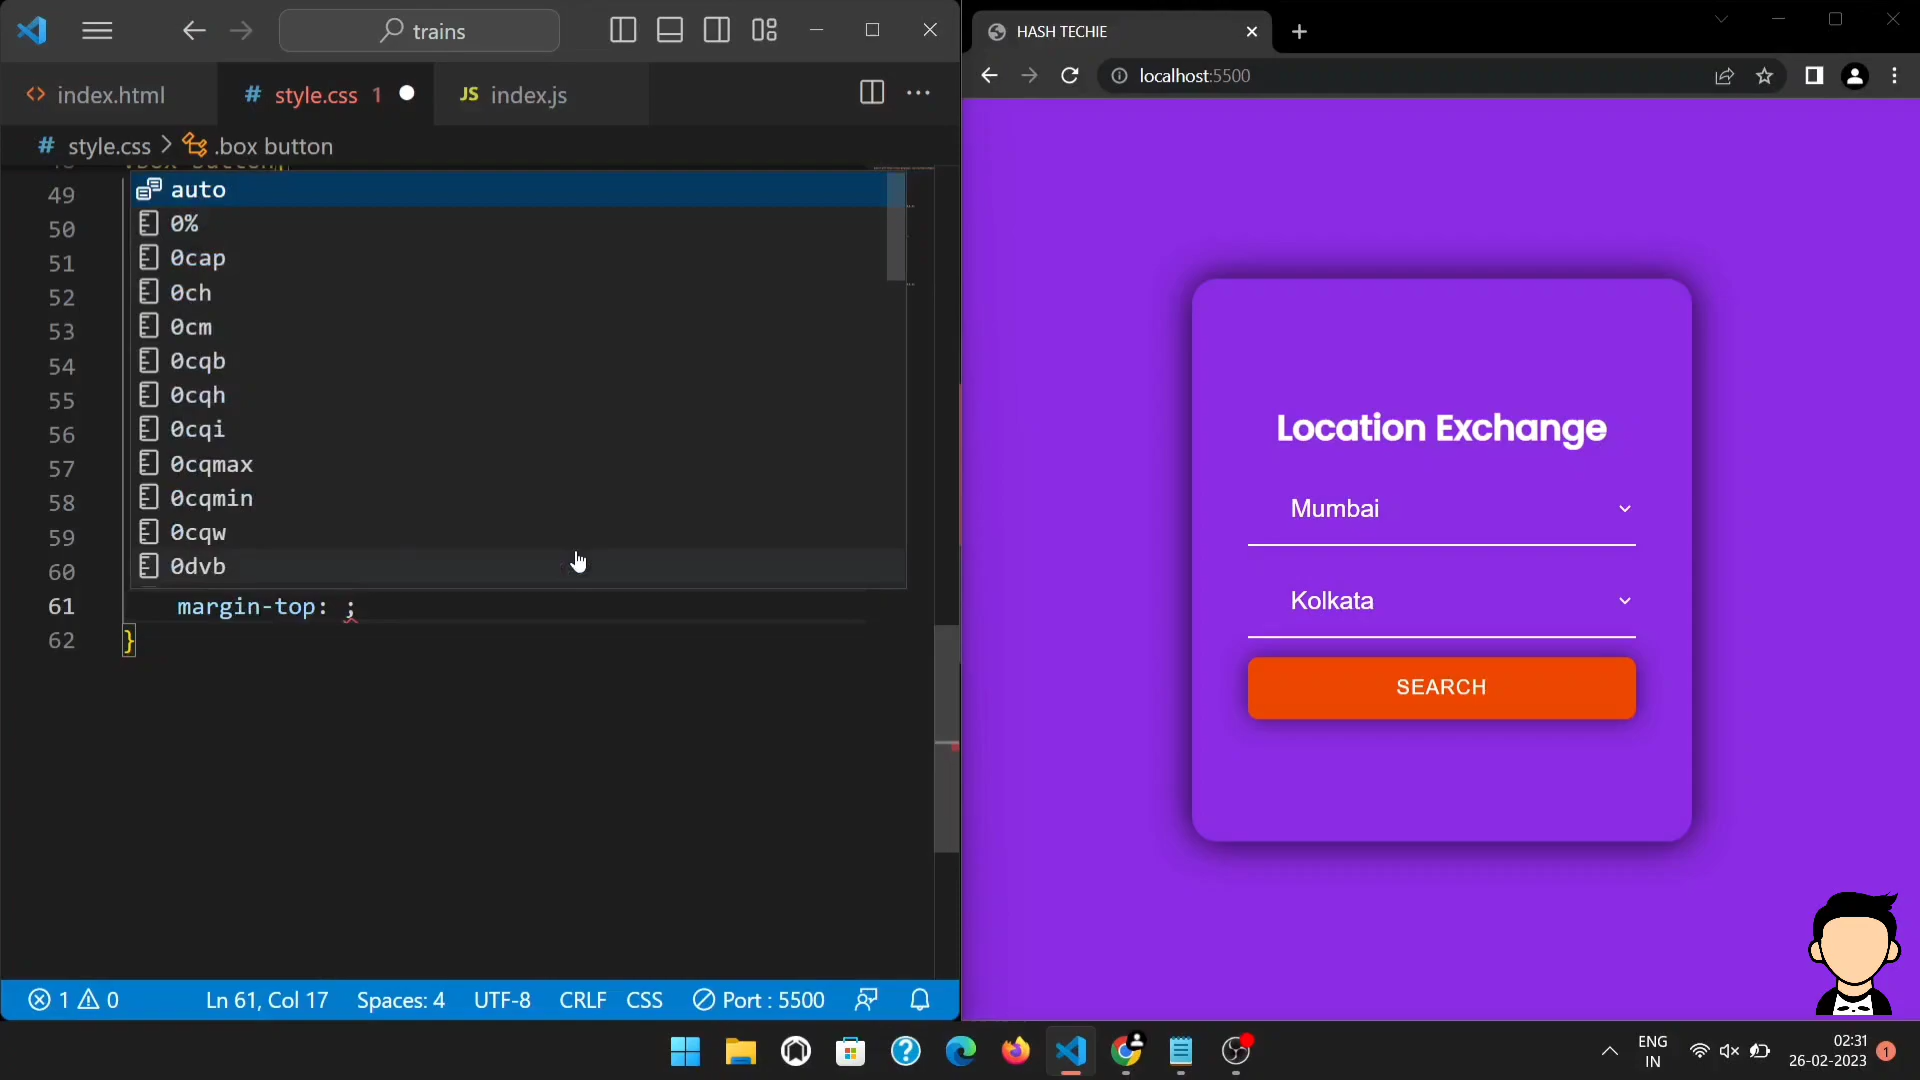 trains
index.html
style.css 1
JS index.js
# style.css > .box button
49
50
51
52
53
54
55
56
57
58
59
60
61
62
auto
0%
0cap
0ch
0cm
0cqb
0cqh
0cqi
0cqmax
0cqmin
0cqw
0dvb
margin-top: ;
}
1 0 Ln 61, Col 17 Spaces: 4 UTF-8 CRLF CSS Port : 5500
HASH TECHIE
localhost:5500
Location Exchange
Mumbai
Kolkata
SEARCH
ENG
IN
02:31
26-02-2023
1